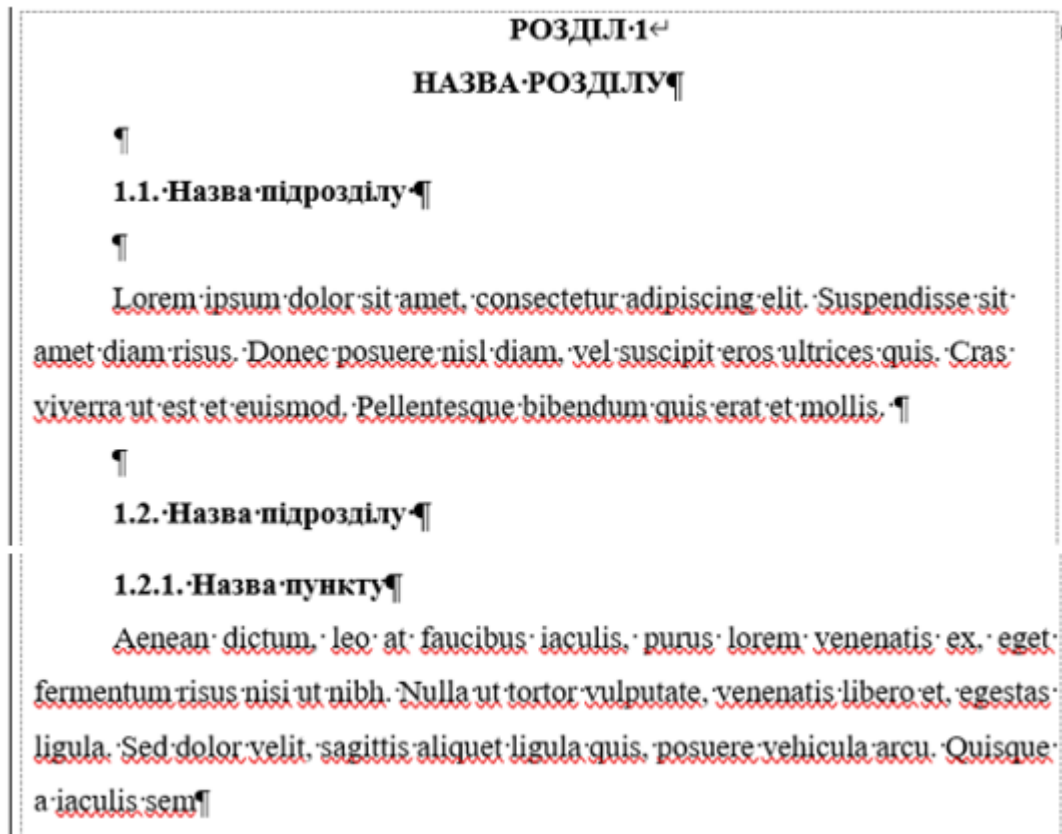 РОЗДІЛ 1
НАЗВА РОЗДІЛУ
1.1. Назва підрозділу
Lorem ipsum dolor sit amet, consectetur adipiscing elit. Suspendisse sit
amet diam risus. Donec posuere nisl diam, vel suscipit eros ultrices quis. Cras
viverra ut est et euismod. Pellentesque bibendum quis erat et mollis.
1.2. Назва підрозділу
1.2.1. Назва пункту
Aenean dictum, leo at faucibus iaculis, purus lorem venenatis ex, eget
fermentum risus nisi ut nibh. Nulla ut tortor vulputate, venenatis libero et, egestas
ligula. Sed dolor velit, sagittis aliquet ligula quis, posuere vehicula arcu. Quisque
a iaculis sem